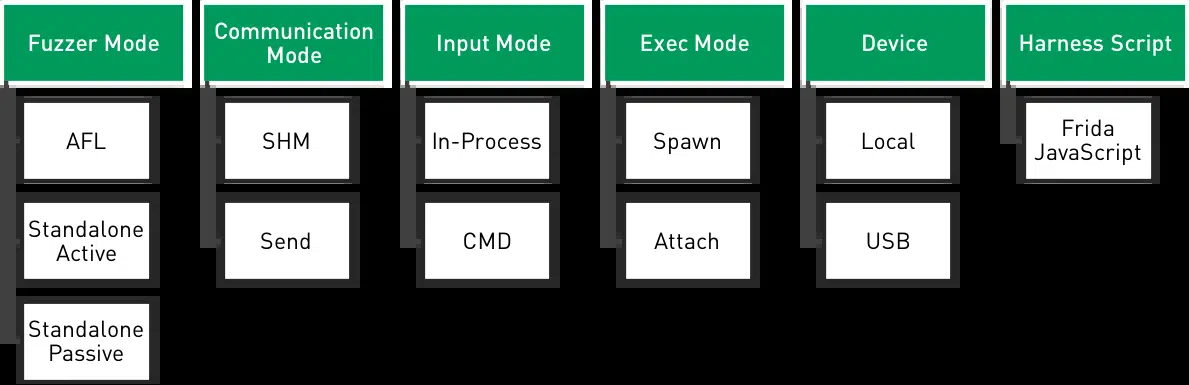 Fuzzer Mode
AFL
Standalone
Active
Standalone
Passive
Communication
Mode
SHM
Send
Input Mode
In-Process
CMD
Exec Mode
Spawn
Attach
Device
Local
USB
Harness Script
Frida
JavaScript